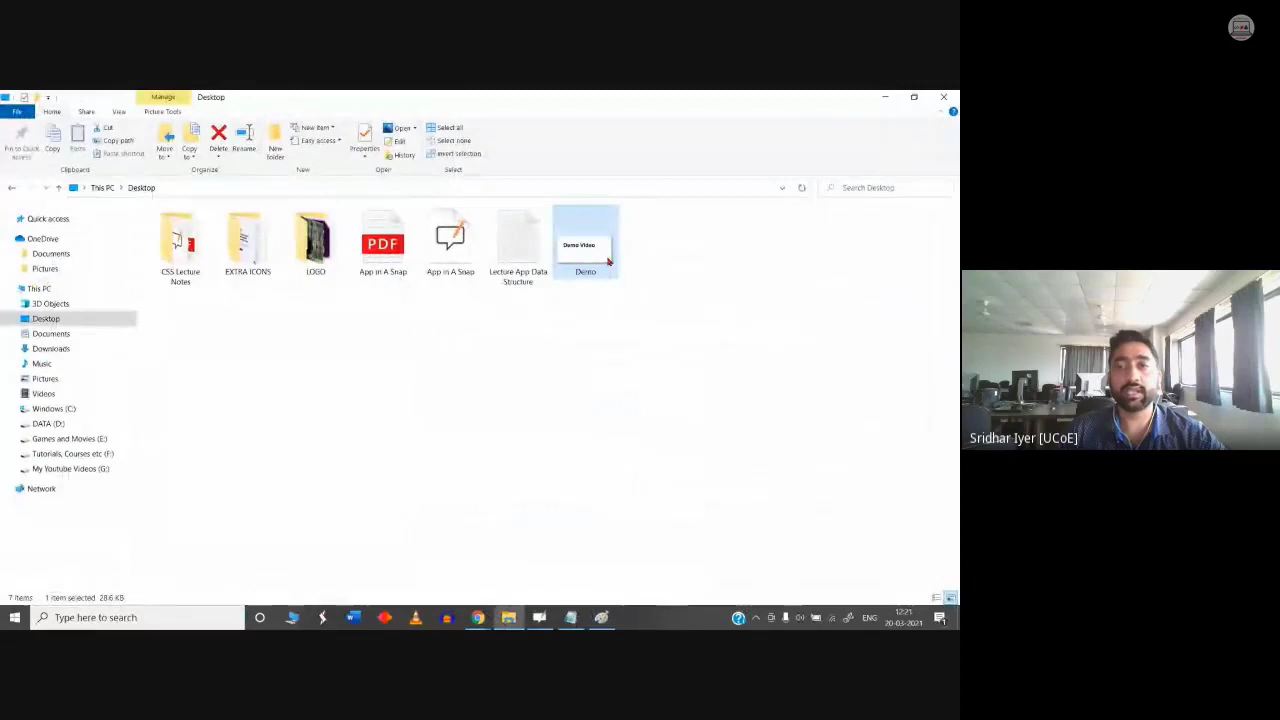 Manage
Desktop
File
Home
Share
View
Picture Tools
Pin to Quick access
Copy
Paste
Cut
Copy path
Paste shortcut
Clipboard
Move to
Copy to
Delete
Rename
Organize
New folder
New item
Easy access
New
Properties
Open
Edit
History
Open
Select all
Select none
Invert selection
Select
This PC > Desktop
Search Desktop
Quick access
OneDrive
Documents
Pictures
This PC
3D Objects
Desktop
Documents
Downloads
Music
Pictures
Videos
Windows (C:)
DATA (D:)
Games and Movies (E:)
Tutorials, Courses etc (F:)
My Youtube Videos (G:)
Network
CSS Lecture
Notes
EXTRA ICONS
LOGO
PDF
App in A Snap
App in A Snap
Lecture App Data
Structure
Demo Video
Demo
7 items
1 item selected 28.6 KB
Type here to search
ENG
12:21
20-03-2021
Sridhar Iyer [UCoE]